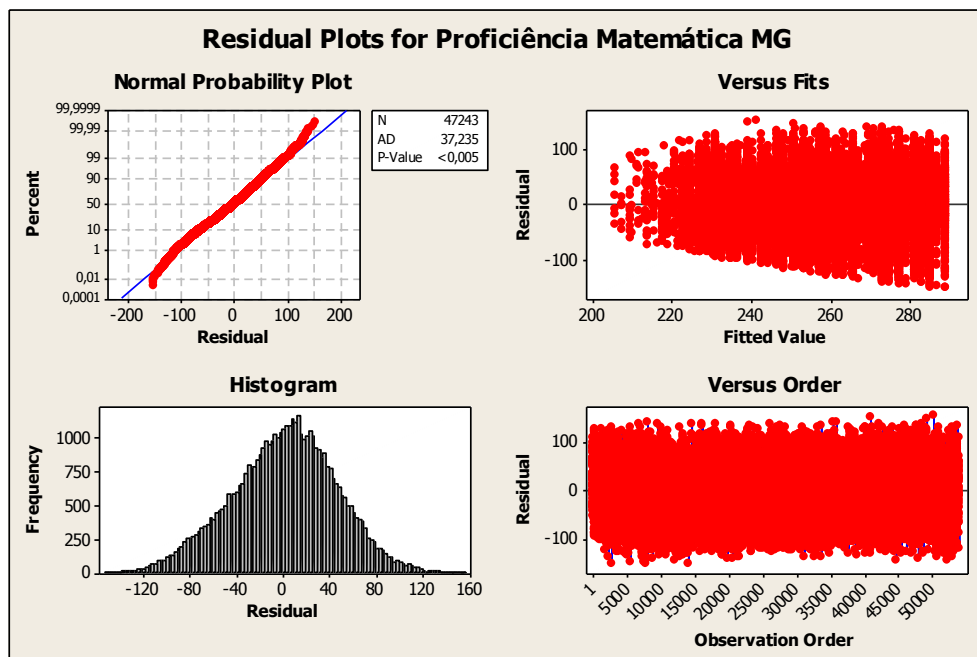 Residual Plots for Proficiência Matemática MG
Normal Probability Plot
99,9999
99,99
99
90
50
10
1
0,01
0,0001
Percent
-200 -100 0 100 200
Residual
N 47243
AD 37,235
P-Value <0,005
Versus Fits
100
0
-100
Residual
200 220 240 260 280
Fitted Value
Histogram
1000
750
500
250
0
Frequency
-120 -80 -40 0 40 80 120 160
Residual
Versus Order
100
0
-100
Residual
1 5000 10000 15000 20000 25000 30000 35000 40000 45000 50000
Observation Order